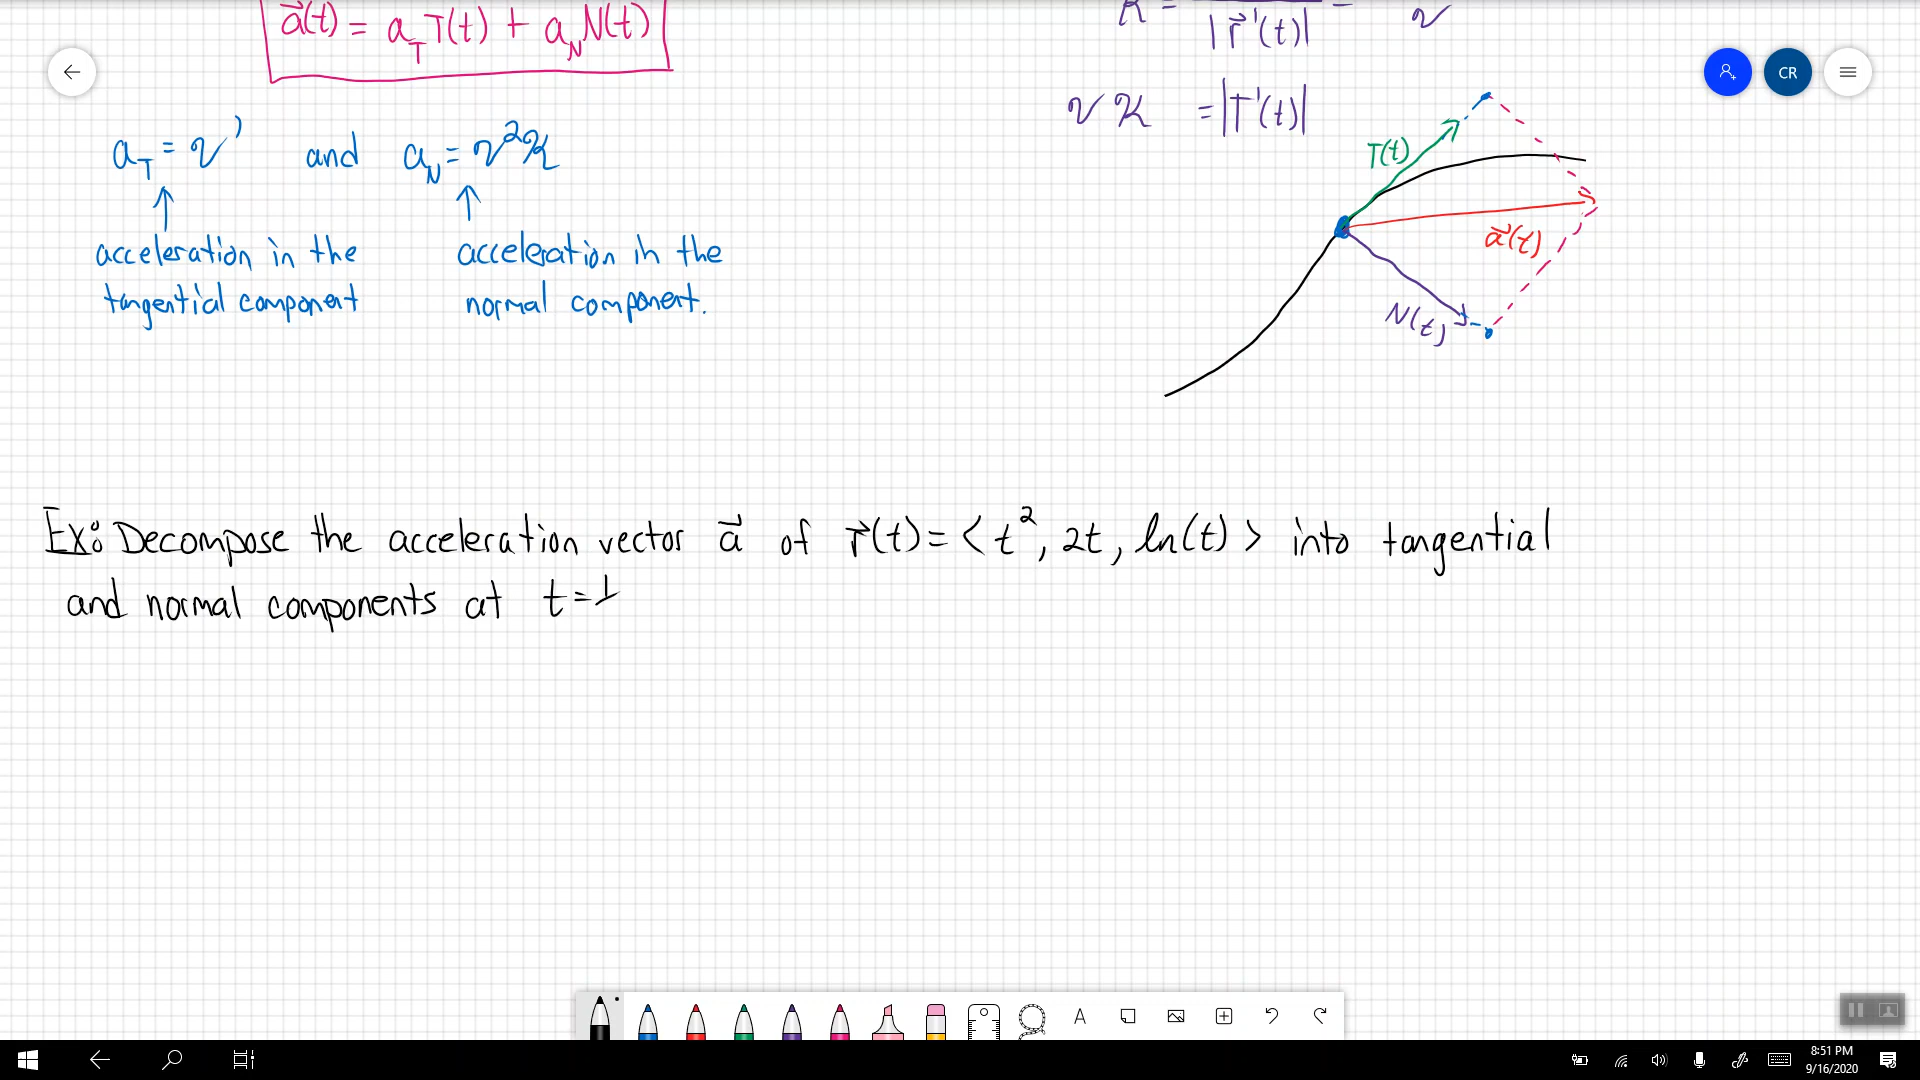 a⃗(t) = a_T T(t) + a_N N(t)
K = ――― = ―
|r⃗'(t)| v
CR
v K = |T'(t)|
a_T = v' and a_N = v²K
acceleration in the
tangential component
acceleration in the
normal component.
T(t)
a⃗(t)
N(t)
Ex: Decompose the acceleration vector a⃗ of r⃗(t) = <t², 2t, ln(t)> into tangential
and normal components at t=1
A
8:51 PM
9/16/2020